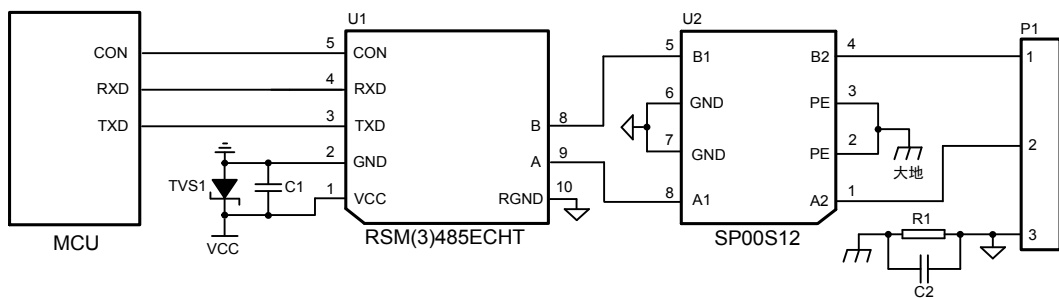 MCU
CON
RXD
TXD
U1
RSM(3)485ECHT
5 CON
4 RXD
3 TXD
2 GND
1 VCC
B 8
A 9
RGND 10
TVS1
C1
VCC
U2
SP00S12
5 B1
6 GND
7 GND
8 A1
B2 4
PE 3
PE 2
A2 1
大地
R1
C2
P1
1
2
3